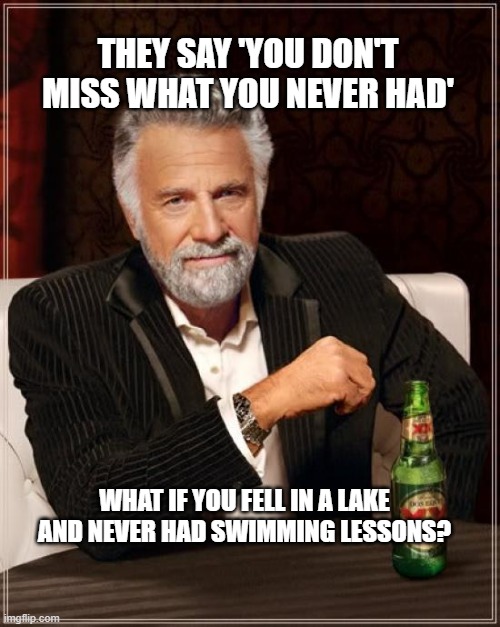 THEY SAY 'YOU DON'T
MISS WHAT YOU NEVER HAD'
XX
WHAT IF YOU FELL IN A LAKE
AND NEVER HAD SWIMMING LESSONS?
imgflip.com